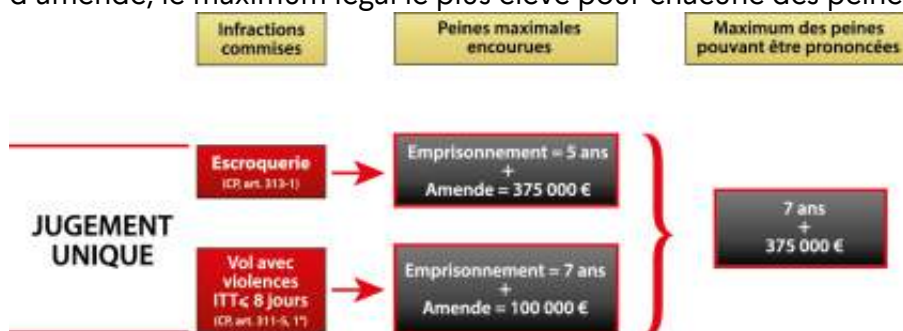 d'amende, le maximum légal le plus élevé pour chacune des peine
Infractions
commises
Peines maximales
encourues
Maximum des peines
pouvant être prononcées
JUGEMENT
UNIQUE
Escroquerie
(CP, art. 313-1)
Emprisonnement = 5 ans
+
Amende = 375 000 €
Vol avec
violences
ITT⩽ 8 jours
(CP, art. 311-5, 1°)
Emprisonnement = 7 ans
+
Amende = 100 000 €
7 ans
+
375 000 €